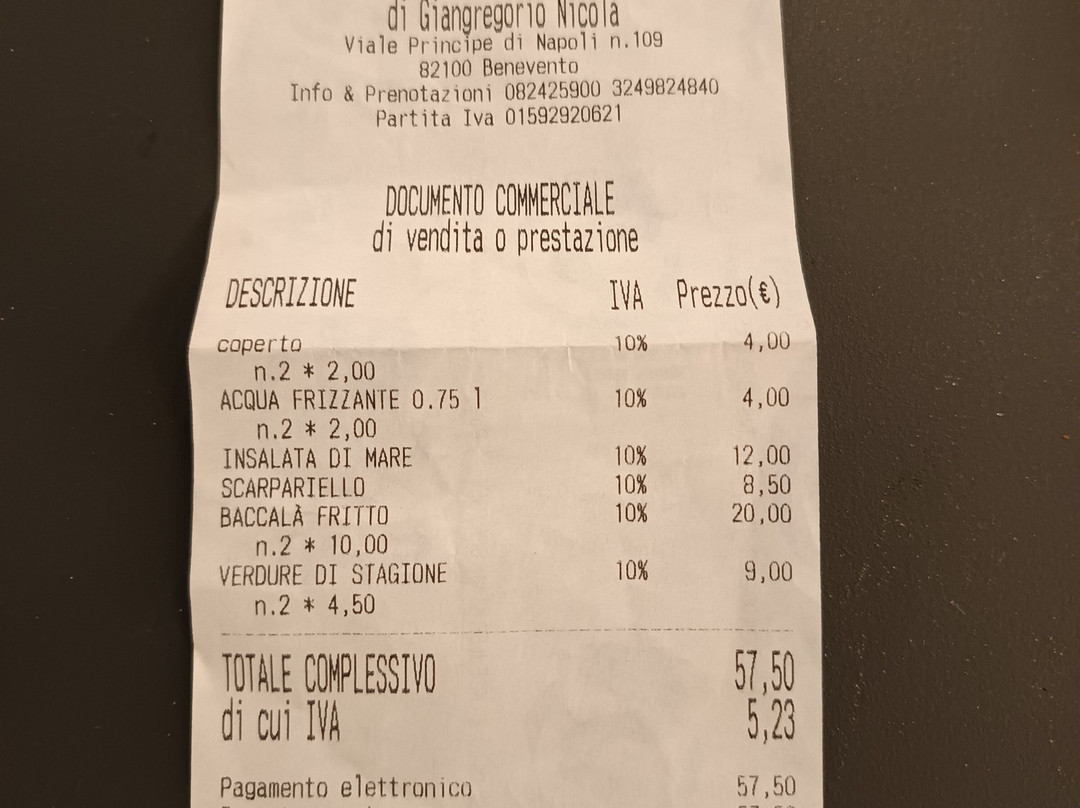 di Giangregorio Nicola
Viale Principe di Napoli n.109
82100 Benevento
Info & Prenotazioni 082425900 3249824840
Partita Iva 01592920621
DOCUMENTO COMMERCIALE
di vendita o prestazione
DESCRIZIONE IVA Prezzo(€)
coperto 10% 4,00
n.2 * 2,00
ACQUA FRIZZANTE 0.75 l 10% 4,00
n.2 * 2,00
INSALATA DI MARE 10% 12,00
SCARPARIELLO 10% 8,50
BACCALÀ FRITTO 10% 20,00
n.2 * 10,00
VERDURE DI STAGIONE 10% 9,00
n.2 * 4,50
TOTALE COMPLESSIVO 57,50
di cui IVA 5,23
Pagamento elettronico 57,50